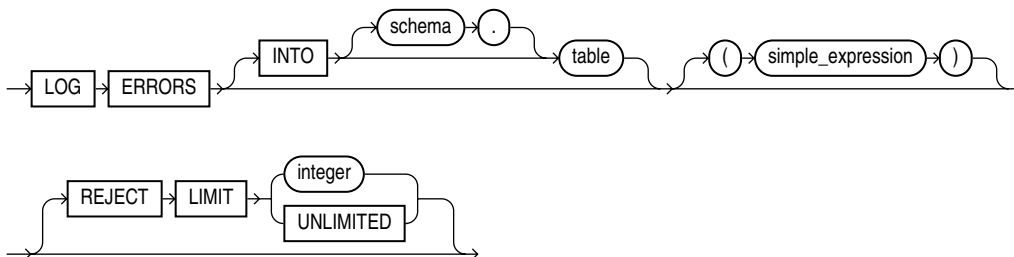 schema .
INTO table ( simple_expression )
LOG ERRORS
integer
REJECT LIMIT
UNLIMITED